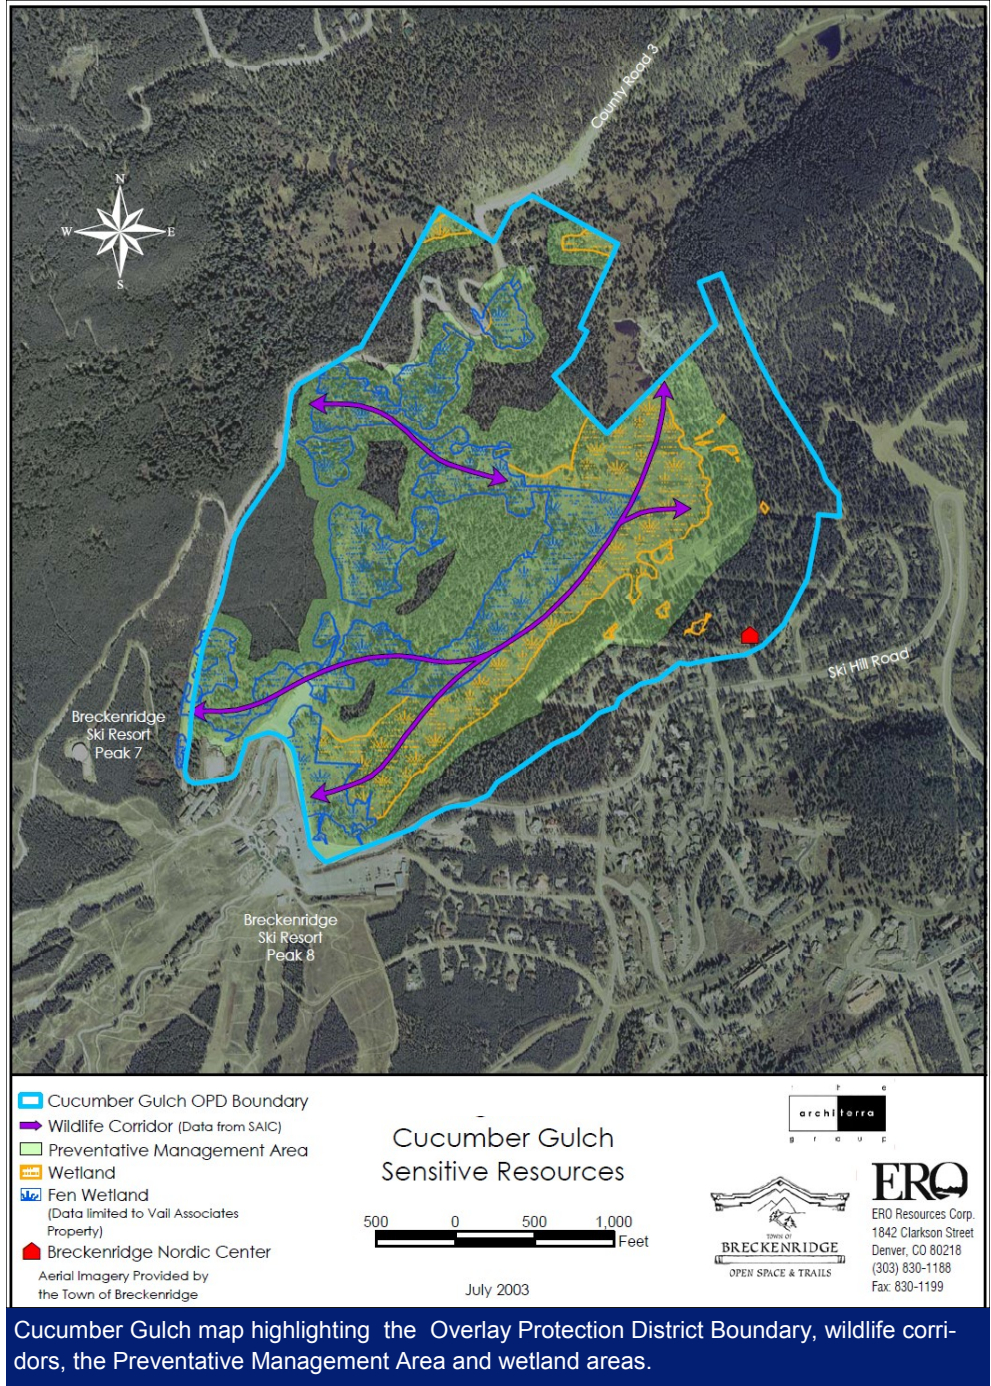 County Road 3
N
W
E
S
Ski Hill Road
Breckenridge
Ski Resort
Peak 7
Breckenridge
Ski Resort
Peak 8
Cucumber Gulch OPD Boundary
Wildlife Corridor (Data from SAIC)
Preventative Management Area
Wetland
Fen Wetland
(Data limited to Vail Associates
Property)
Breckenridge Nordic Center
Aerial Imagery Provided by
the Town of Breckenridge
Cucumber Gulch
Sensitive Resources
500 0 500 1,000
Feet
July 2003
t h e
architerra
g r o u p
TOWN OF
BRECKENRIDGE
OPEN SPACE & TRAILS
ERO
ERO Resources Corp.
1842 Clarkson Street
Denver, CO 80218
(303) 830-1188
Fax: 830-1199
Cucumber Gulch map highlighting the Overlay Protection District Boundary, wildlife corri-
dors, the Preventative Management Area and wetland areas.